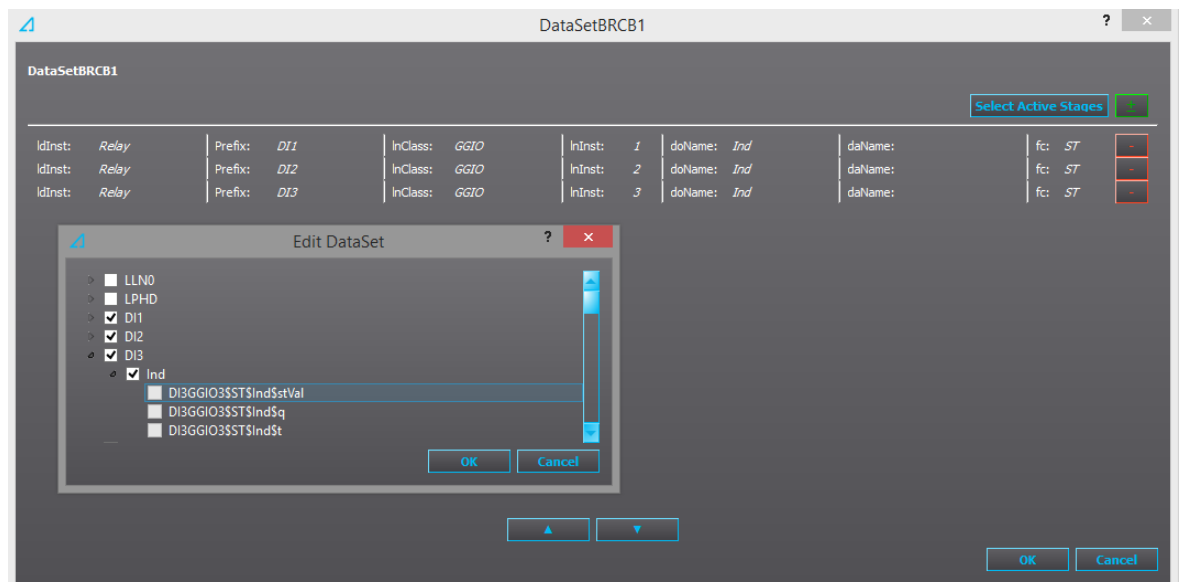 DataSetBRCB1 ? ×
DataSetBRCB1
Select Active Stages ±
ldInst: Relay Prefix: DI1 lnClass: GGIO lnInst: 1 doName: Ind daName: fc: ST -
ldInst: Relay Prefix: DI2 lnClass: GGIO lnInst: 2 doName: Ind daName: fc: ST -
ldInst: Relay Prefix: DI3 lnClass: GGIO lnInst: 3 doName: Ind daName: fc: ST -
Edit DataSet ? ×
LLN0
LPHD
DI1
DI2
DI3
Ind
DI3GGIO3$ST$Ind$stVal
DI3GGIO3$ST$Ind$q
DI3GGIO3$ST$Ind$t
OK Cancel
OK Cancel